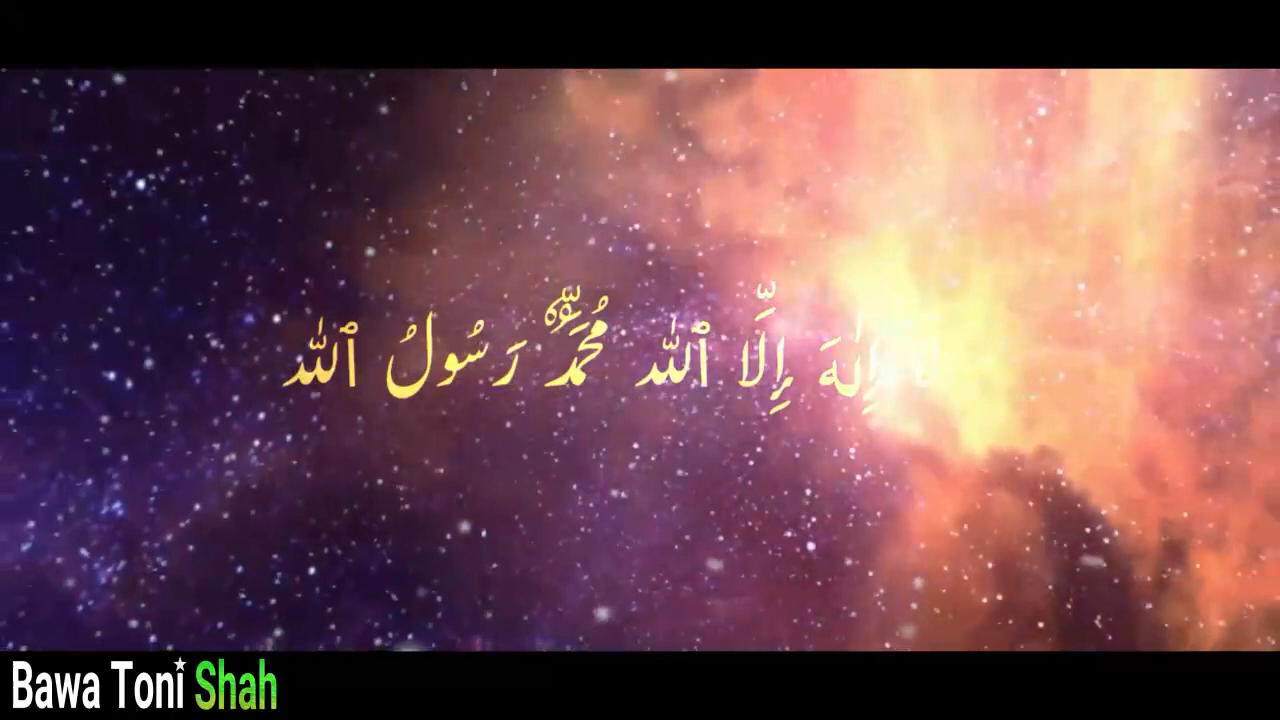 لَا إِلٰهَ إِلَّا ٱللّٰه مُحَمَّدٌ رَسُولُ ٱللّٰه
Bawa Toni Shah